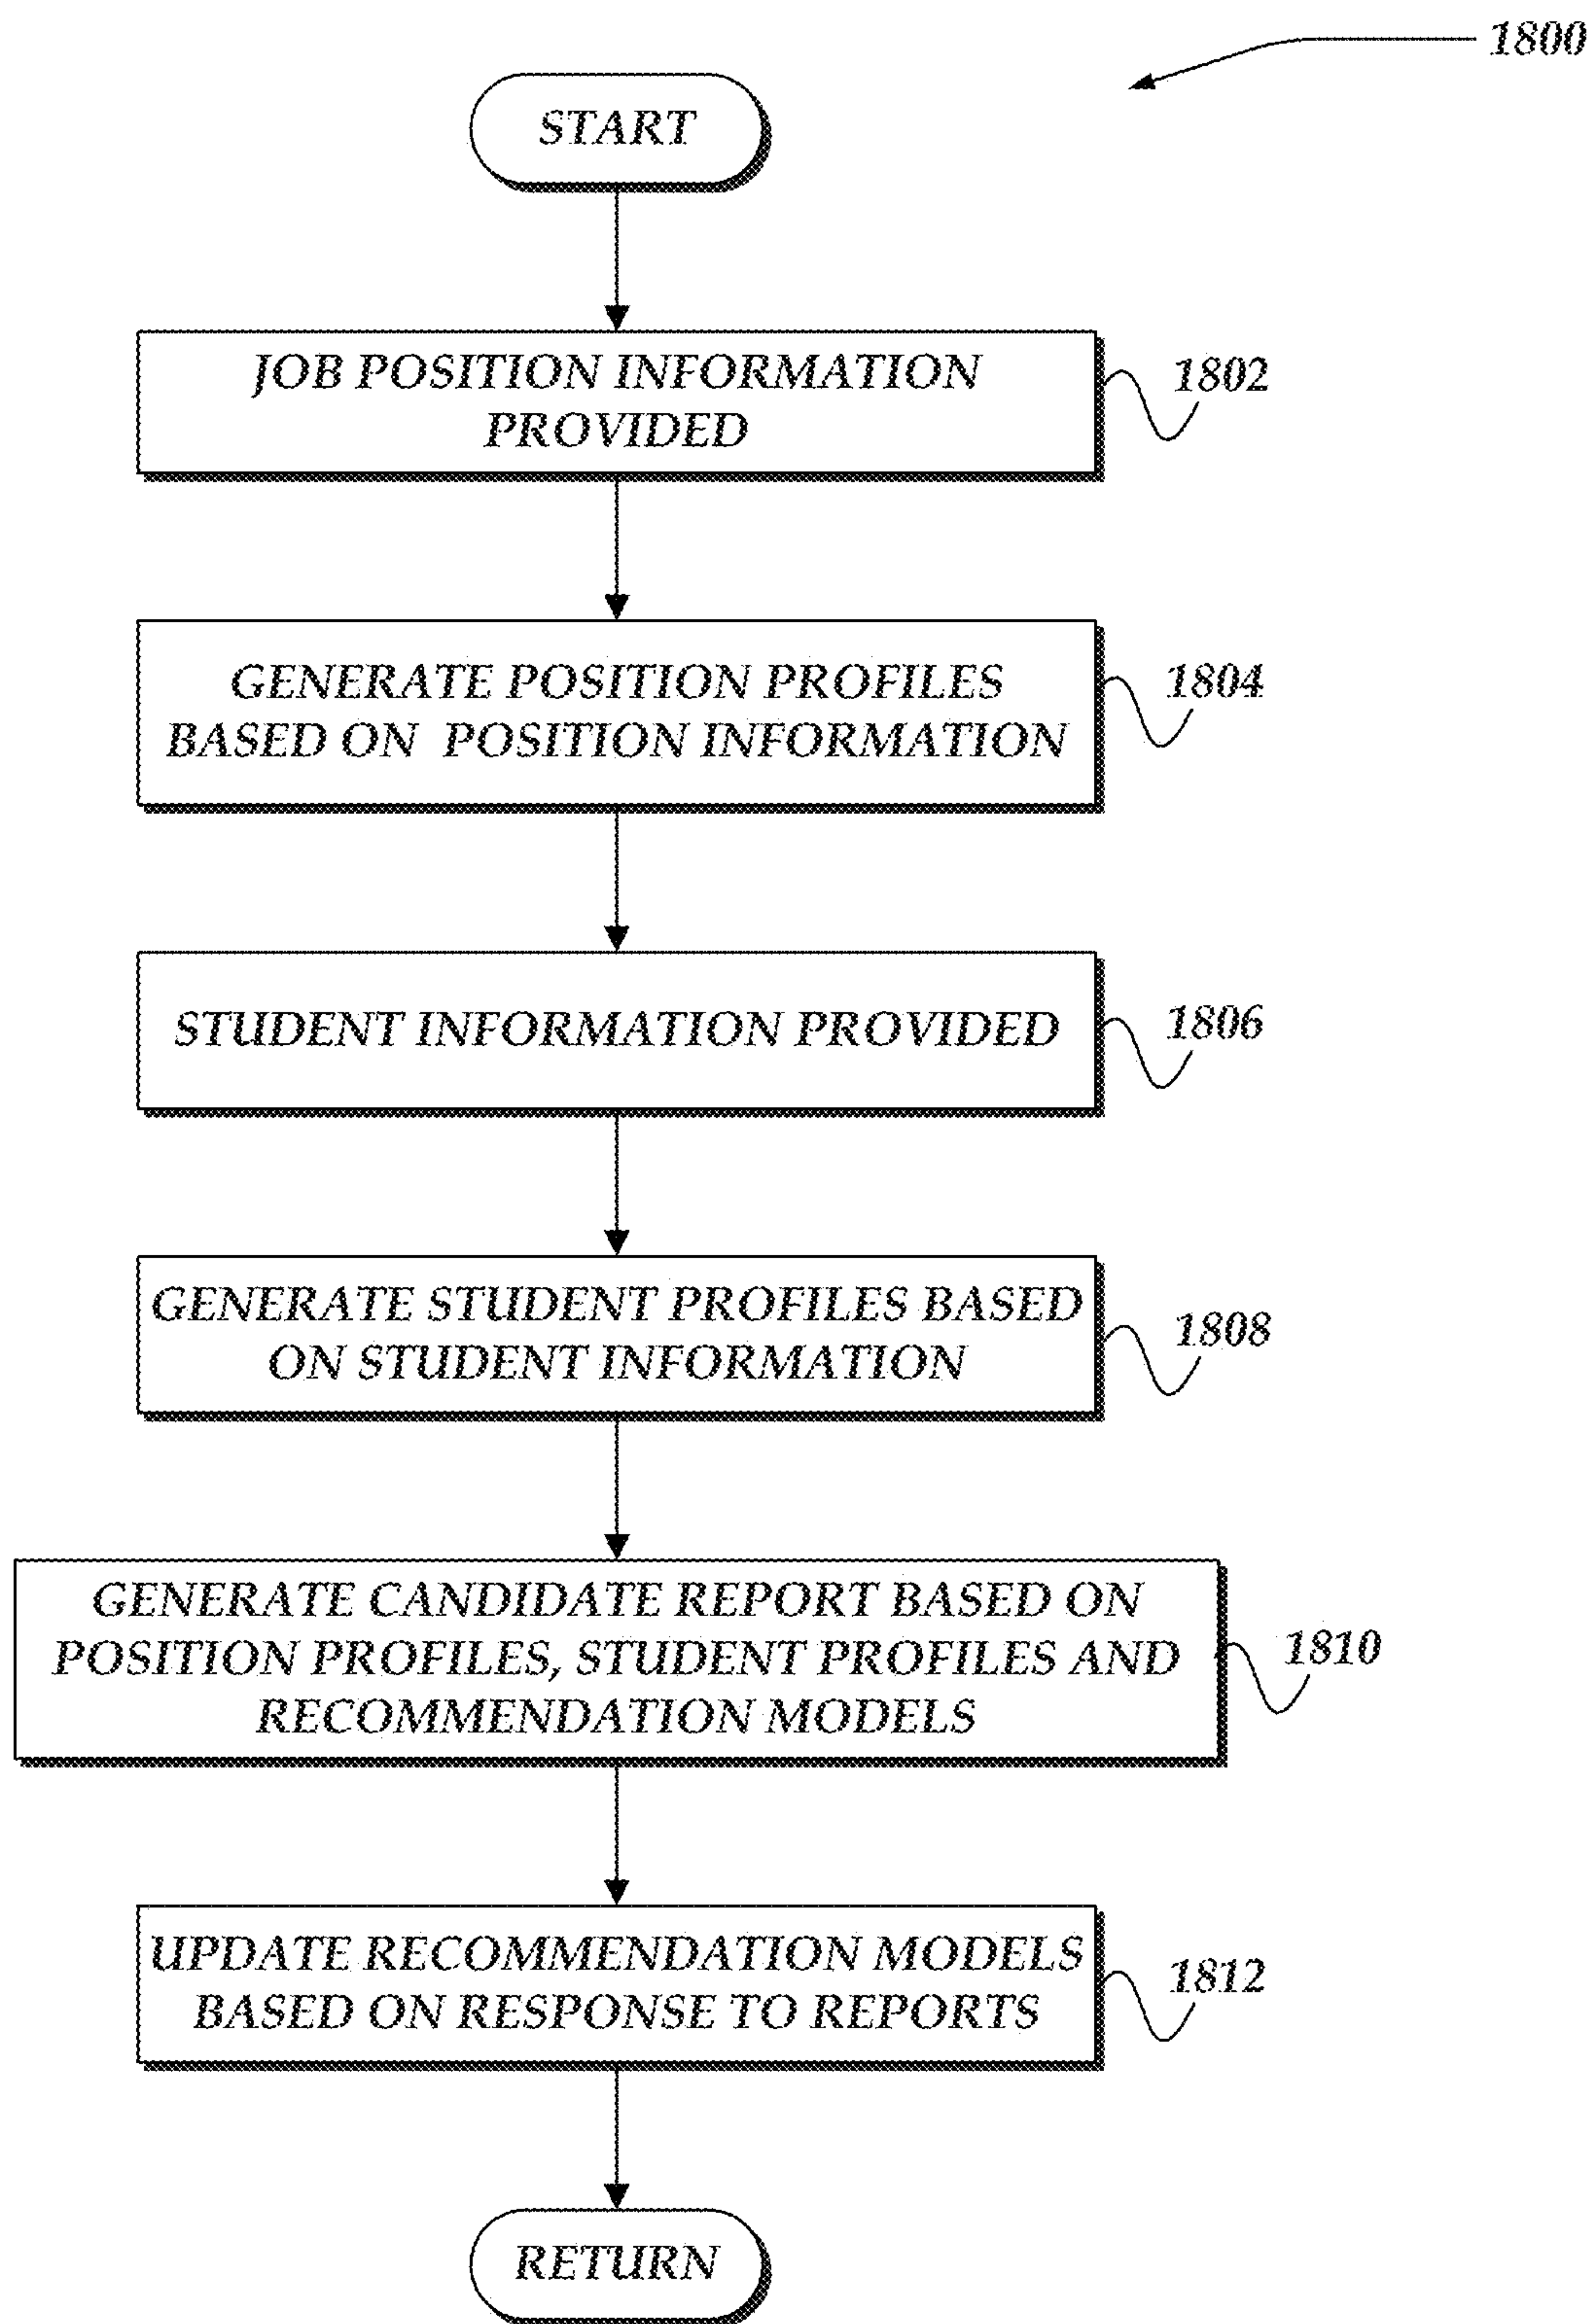 1800
START
JOB POSITION INFORMATION
PROVIDED
1802
GENERATE POSITION PROFILES
BASED ON POSITION INFORMATION
1804
STUDENT INFORMATION PROVIDED
1806
GENERATE STUDENT PROFILES BASED
ON STUDENT INFORMATION
1808
GENERATE CANDIDATE REPORT BASED ON
POSITION PROFILES, STUDENT PROFILES AND
RECOMMENDATION MODELS
1810
UPDATE RECOMMENDATION MODELS
BASED ON RESPONSE TO REPORTS
1812
RETURN